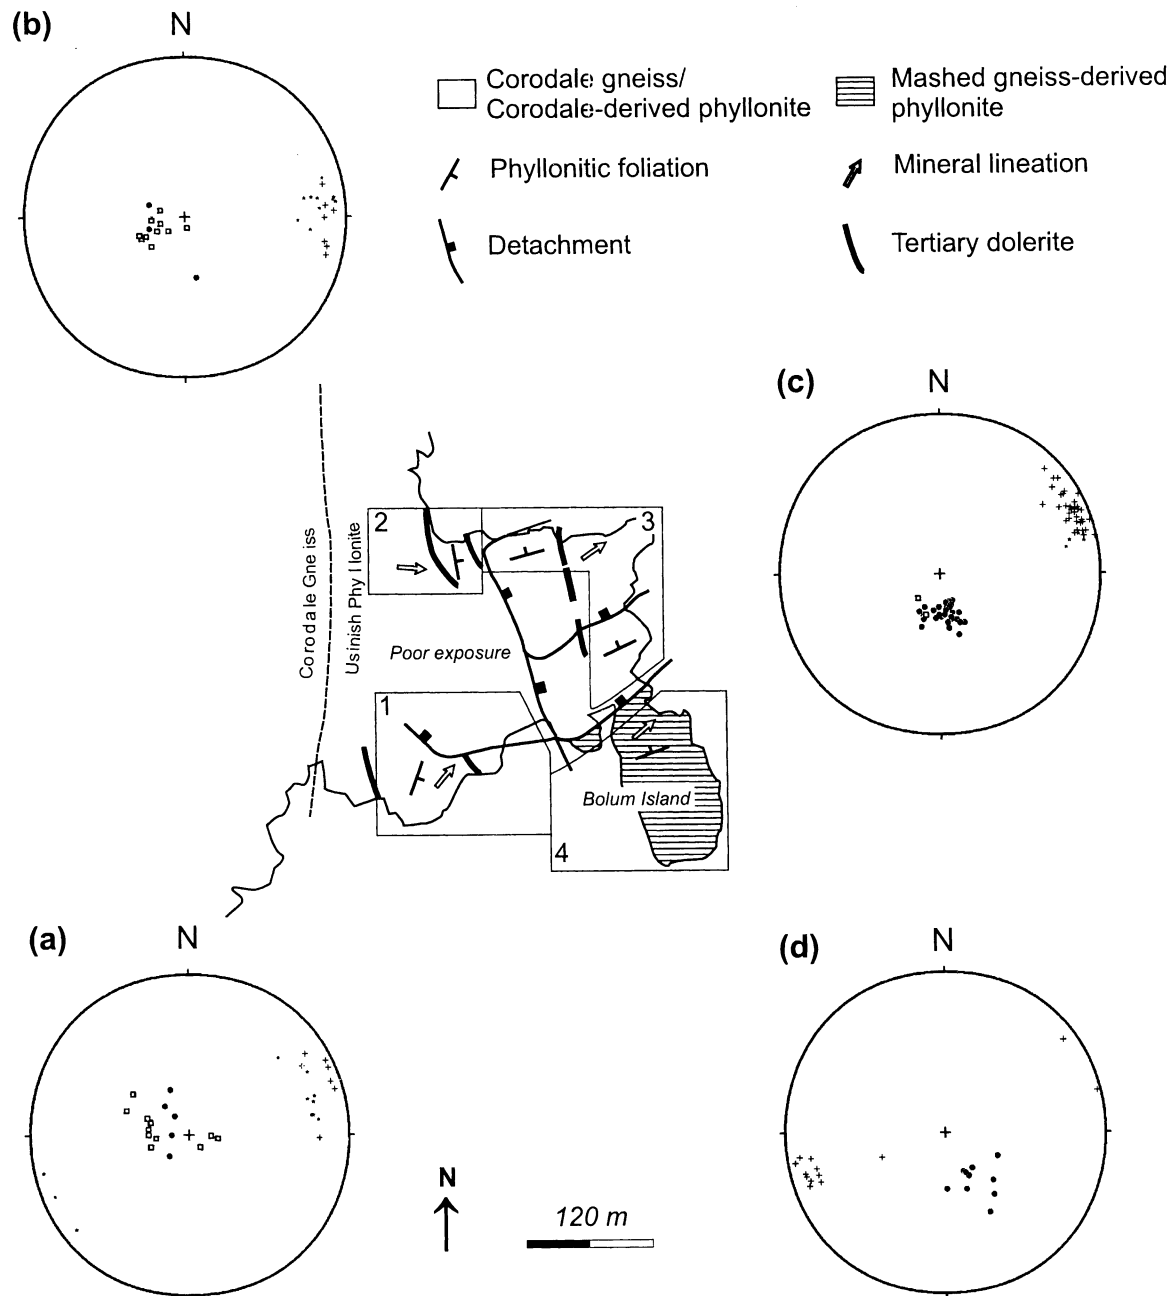 (b)
N
Corodale gneiss/
Corodale-derived phyllonite
Mashed gneiss-derived
phyllonite
Phyllonitic foliation
Mineral lineation
Detachment
Tertiary dolerite
(c)
N
Corodale Gneiss
Usinish Phyllonite
2
3
Poor exposure
1
Bolum Island
4
(a)
N
(d)
N
N
120 m